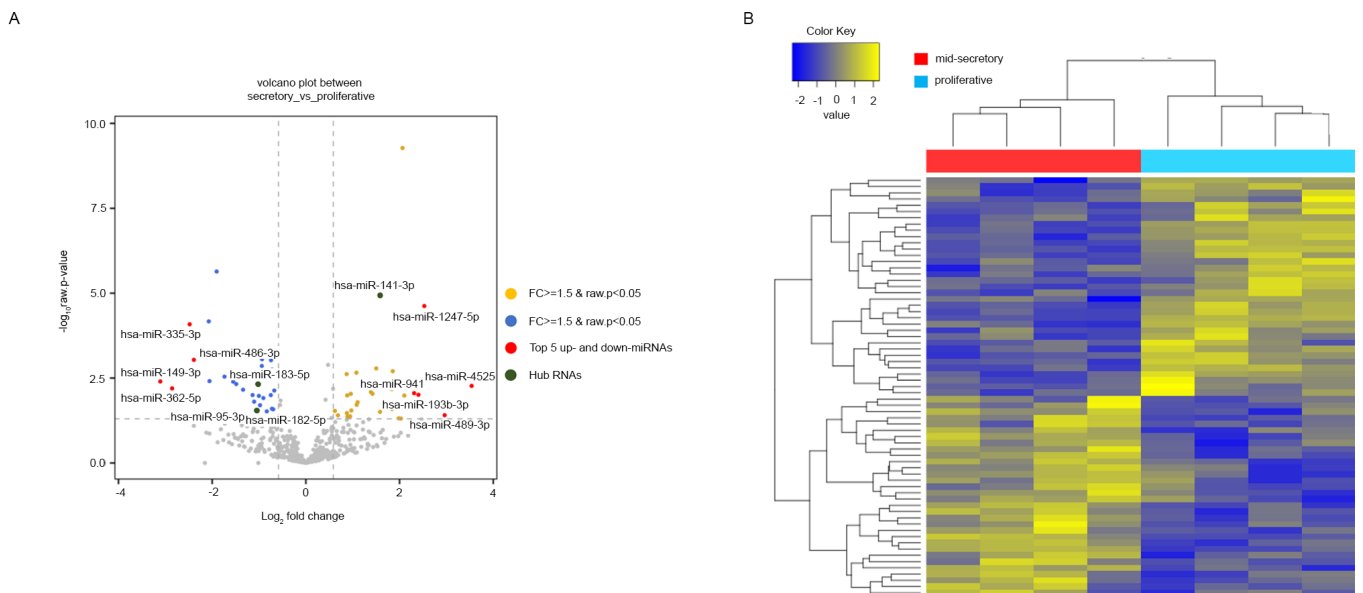 A
volcano plot between
secretory_vs_proliferative
10.0
7.5
5.0
2.5
0.0
-log10raw.p-value
-4
-2
0
2
4
Log2 fold change
hsa-miR-141-3p
hsa-miR-1247-5p
hsa-miR-335-3p
hsa-miR-486-3p
hsa-miR-149-3p
hsa-miR-183-5p
hsa-miR-941
hsa-miR-4525
hsa-miR-362-5p
hsa-miR-193b-3p
hsa-miR-95-3p
hsa-miR-182-5p
hsa-miR-489-3p
FC>=1.5 & raw.p<0.05
FC>=1.5 & raw.p<0.05
Top 5 up- and down-miRNAs
Hub RNAs
B
Color Key
-2 -1 0 1 2
value
mid-secretory
proliferative